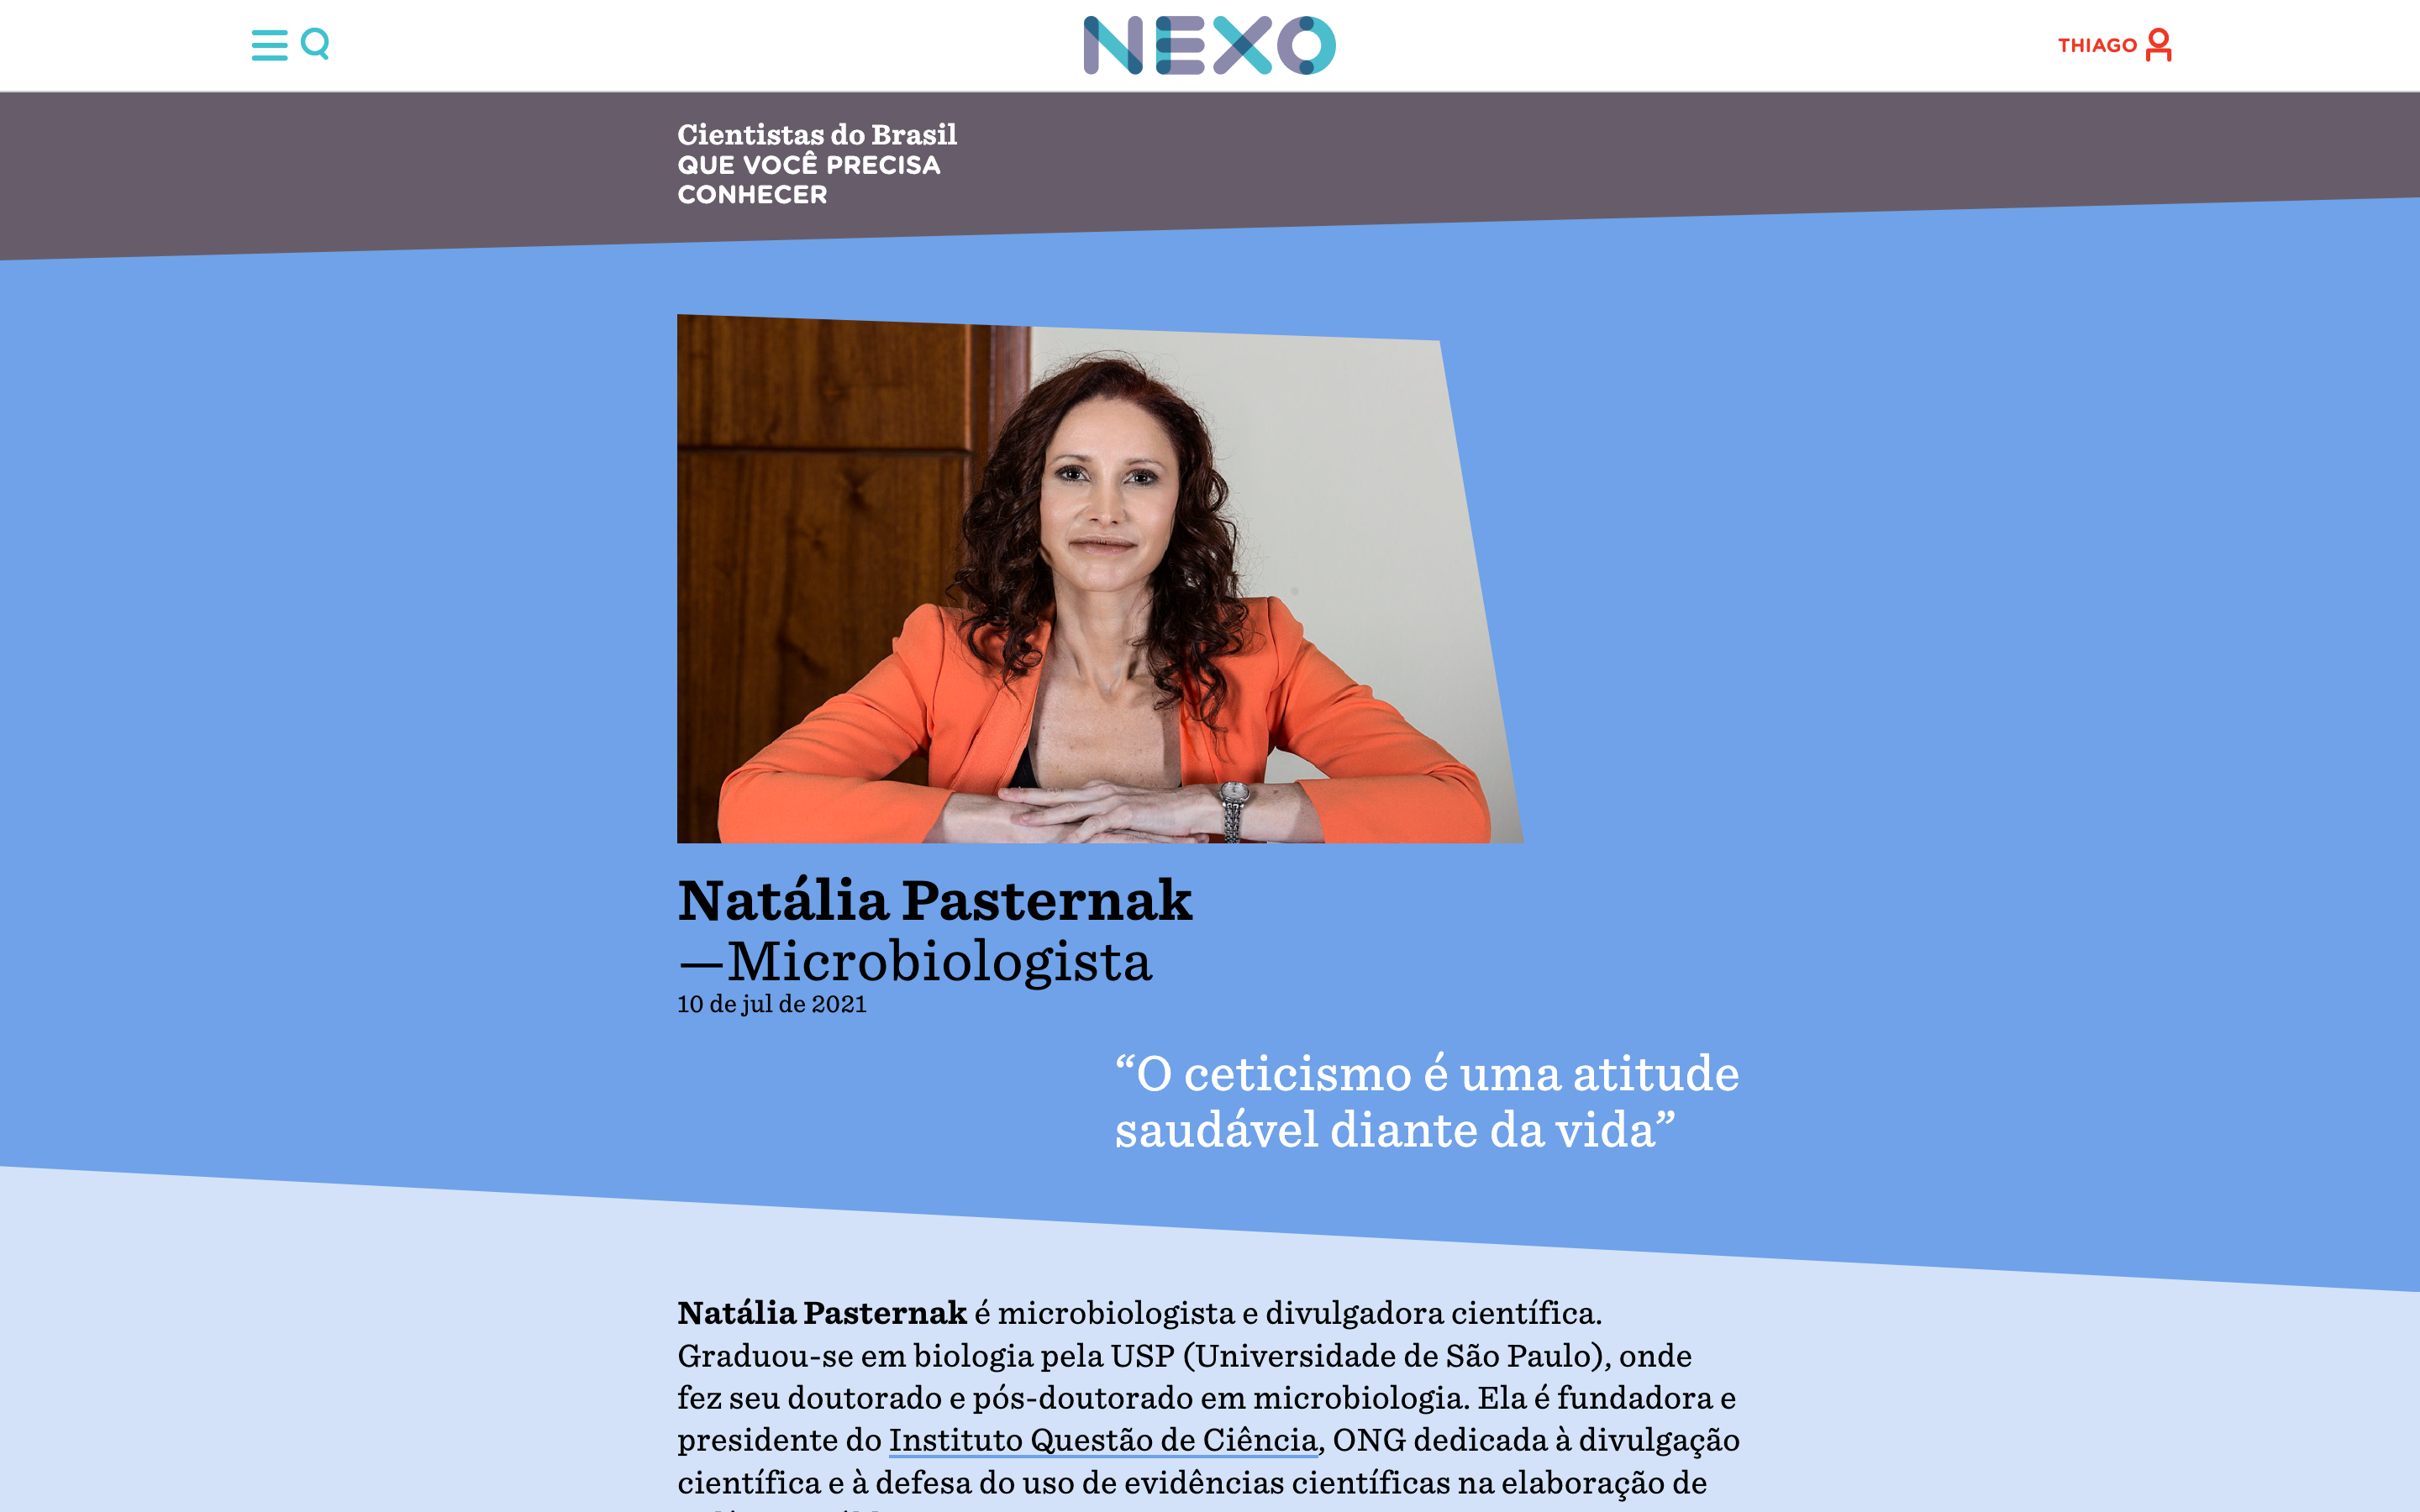 NEXO
THIAGO
Cientistas do Brasil
QUE VOCÊ PRECISA
CONHECER
Natália Pasternak
—Microbiologista
10 de jul de 2021
“O ceticismo é uma atitude
saudável diante da vida”
Natália Pasternak é microbiologista e divulgadora científica.
Graduou-se em biologia pela USP (Universidade de São Paulo), onde
fez seu doutorado e pós-doutorado em microbiologia. Ela é fundadora e
presidente do Instituto Questão de Ciência, ONG dedicada à divulgação
científica e à defesa do uso de evidências científicas na elaboração de